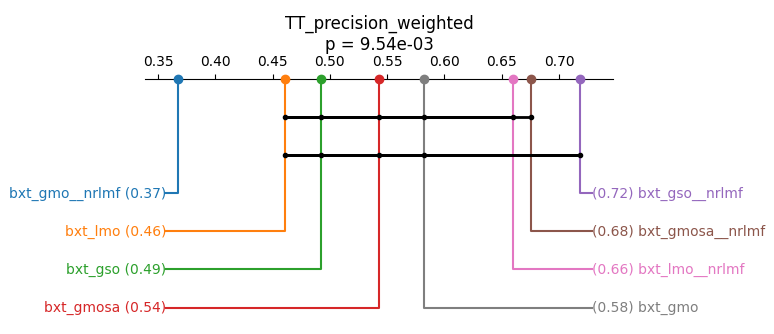 TT_precision_weighted
p = 9.54e-03
0.35 0.40 0.45 0.50 0.55 0.60 0.65 0.70
bxt_gmo__nrlmf (0.37) (0.72) bxt_gso__nrlmf
bxt_lmo (0.46) (0.68) bxt_gmosa__nrlmf
bxt_gso (0.49) (0.66) bxt_lmo__nrlmf
bxt_gmosa (0.54) (0.58) bxt_gmo